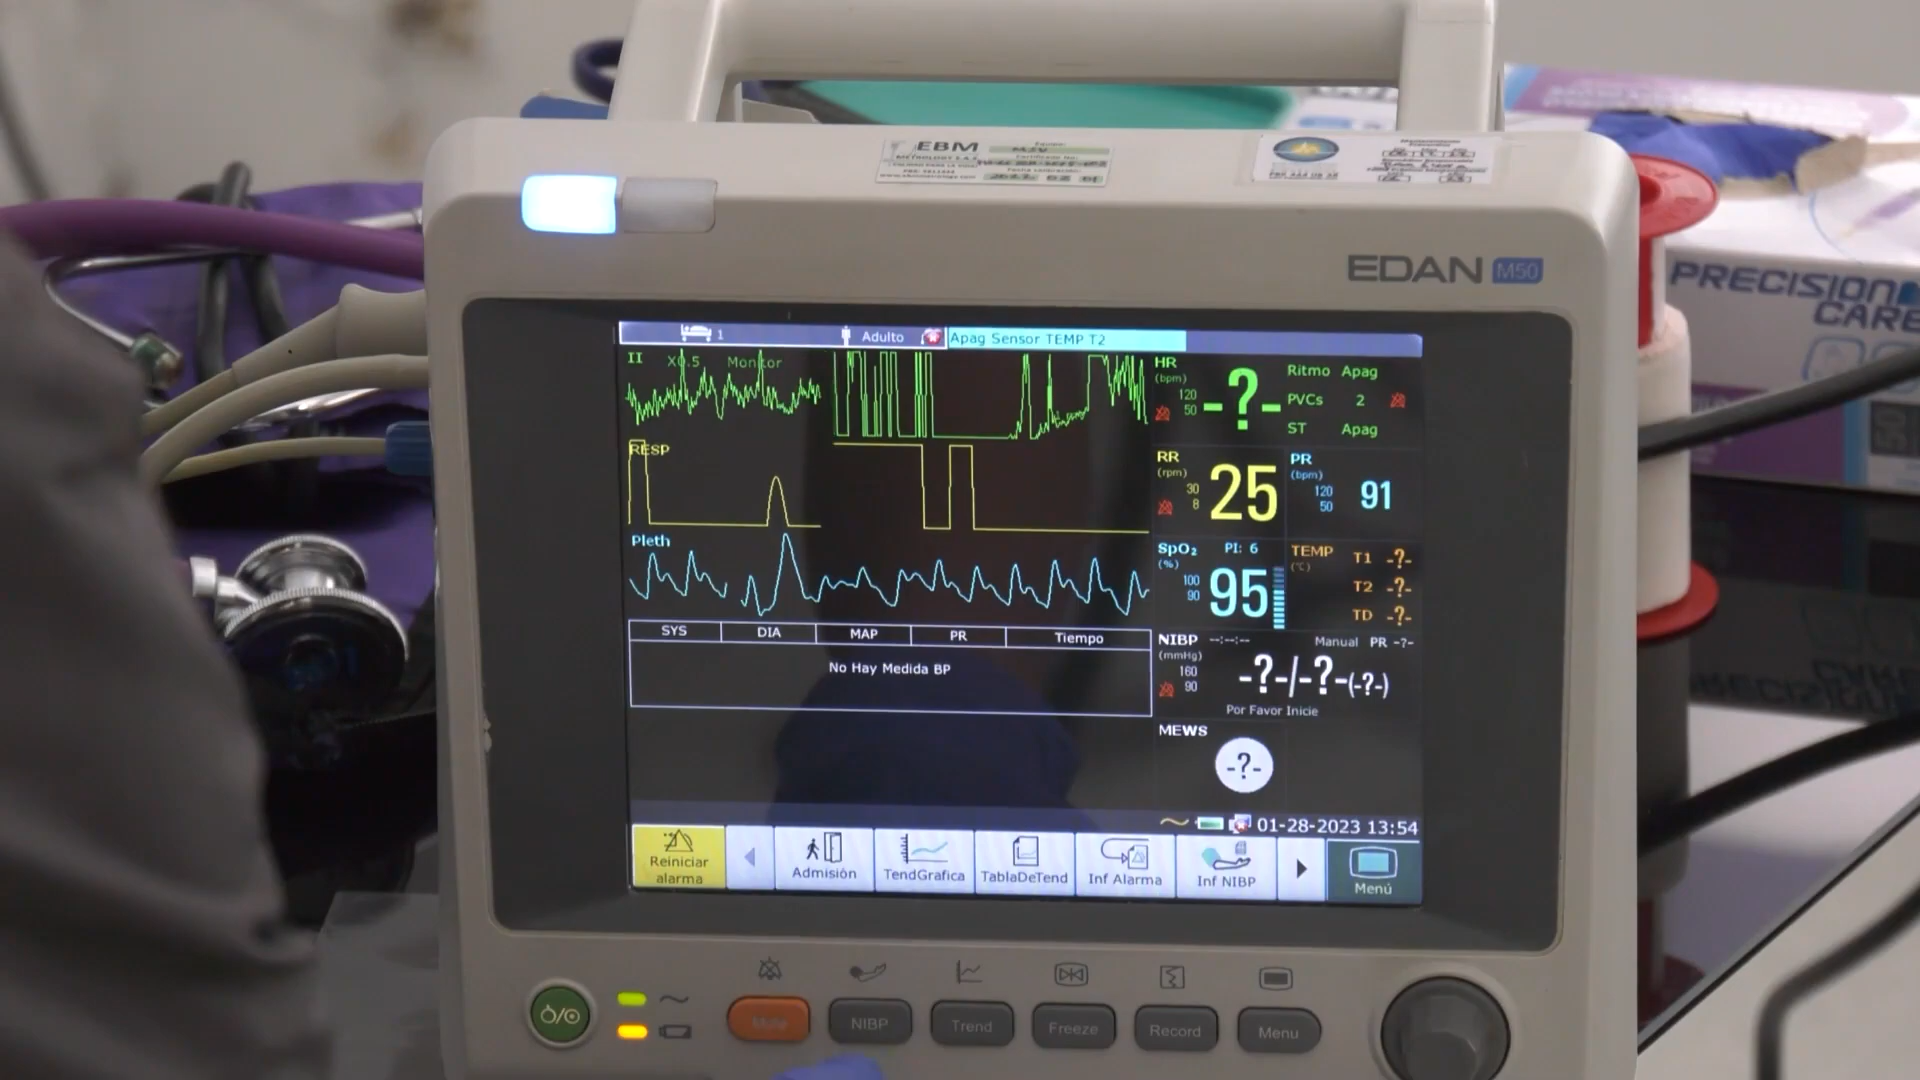 EBM
METROLOGY S.A.S
EDAN M50
PRECISION
CARE
1
Adulto
Apag Sensor TEMP T2
II
X0.5
Monitor
HR
(bpm)
120
50
-?-
Ritmo Apag
PVCs 2
ST Apag
RESP
RR
(rpm)
30
8
25
PR
(bpm)
120
50
91
Pleth
SpO₂
(%)
PI: 6
100
90
95
TEMP
(°C)
T1 -?-
T2 -?-
TD -?-
SYS DIA MAP PR Tiempo
No Hay Medida BP
NIBP --:--:-- Manual PR -?-
(mmHg)
160
90
-?-/-?-(-?-)
Por Favor Inicie
MEWS
-?-
01-28-2023 13:54
Reiniciar
alarma
Admisión
TendGrafica
TablaDeTend
Inf Alarma
Inf NIBP
Menú
Mute
NIBP
Trend
Freeze
Record
Menu